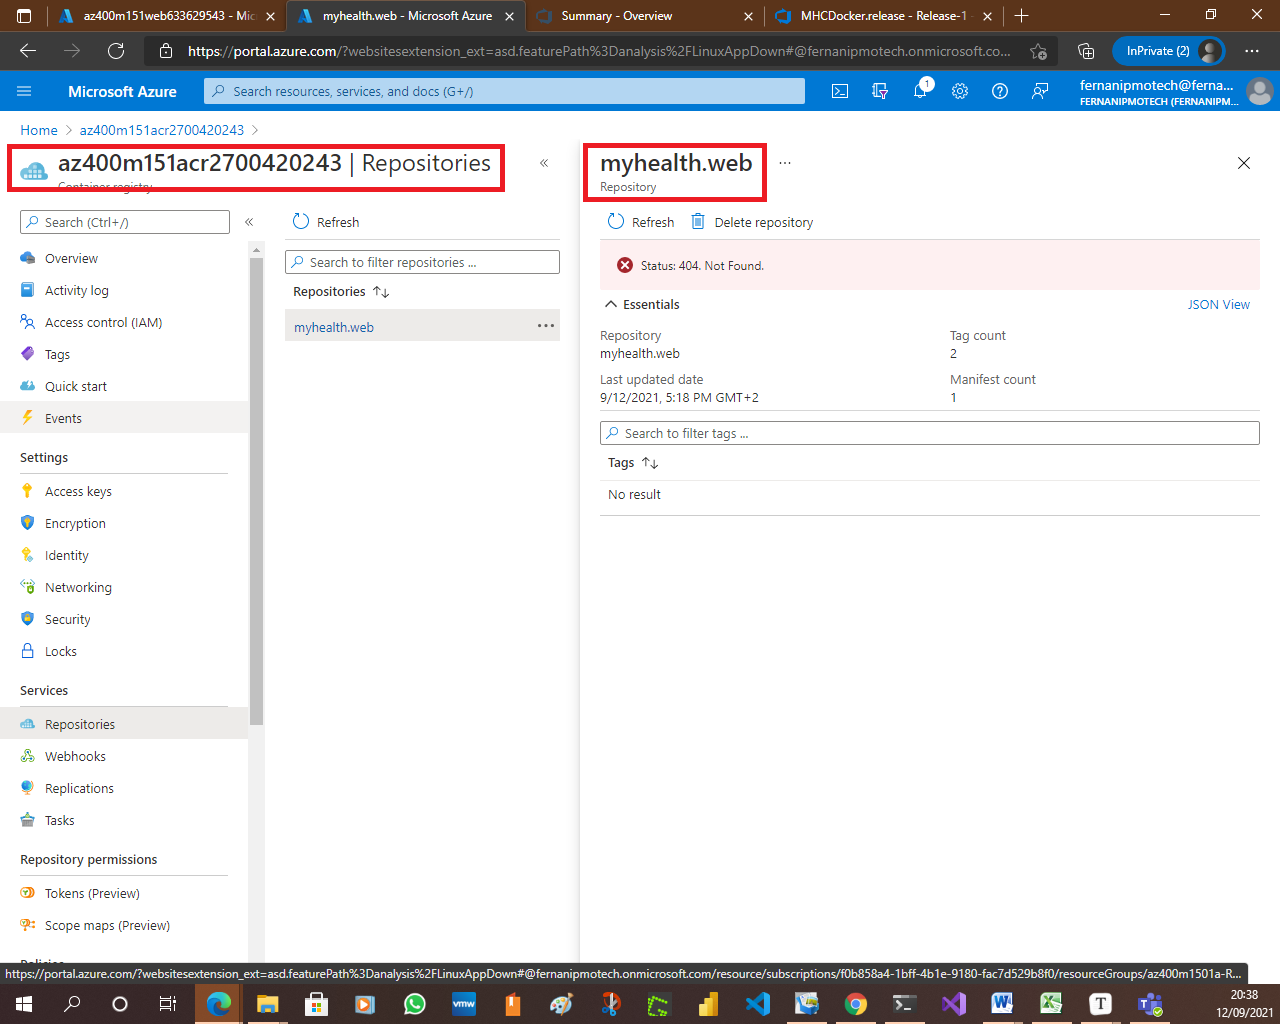 az400m151web633629543 - Mic
myhealth.web - Microsoft Azure
Summary - Overview
MHCDocker.release - Release-1 -
https://portal.azure.com/?websitesextension_ext=asd.featurePath%3Danalysis%2FLinuxAppDown#@fernanipmotech.onmicrosoft.co...
InPrivate (2)
Microsoft Azure
Search resources, services, and docs (G+/)
1
fernanipmotech@ferna...
FERNANIPMOTECH (FERNANIPM...
Home > az400m151acr2700420243 >
az400m151acr2700420243 | Repositories
Container registry
Search (Ctrl+/)
Overview
Activity log
Access control (IAM)
Tags
Quick start
Events
Settings
Access keys
Encryption
Identity
Networking
Security
Locks
Services
Repositories
Webhooks
Replications
Tasks
Repository permissions
Tokens (Preview)
Scope maps (Preview)
Policies
Refresh
Search to filter repositories ...
Repositories
myhealth.web
myhealth.web
Repository
Refresh
Delete repository
Status: 404. Not Found.
Essentials
JSON View
Repository
myhealth.web
Tag count
2
Last updated date
9/12/2021, 5:18 PM GMT+2
Manifest count
1
Search to filter tags ...
Tags
No result
https://portal.azure.com/?websitesextension_ext=asd.featurePath%3Danalysis%2FLinuxAppDown#@fernanipmotech.onmicrosoft.com/resource/subscriptions/f0b858a4-1bff-4b1e-9180-fac7d529b8f0/resourceGroups/az400m1501a-R...
vmw
20:38
12/09/2021